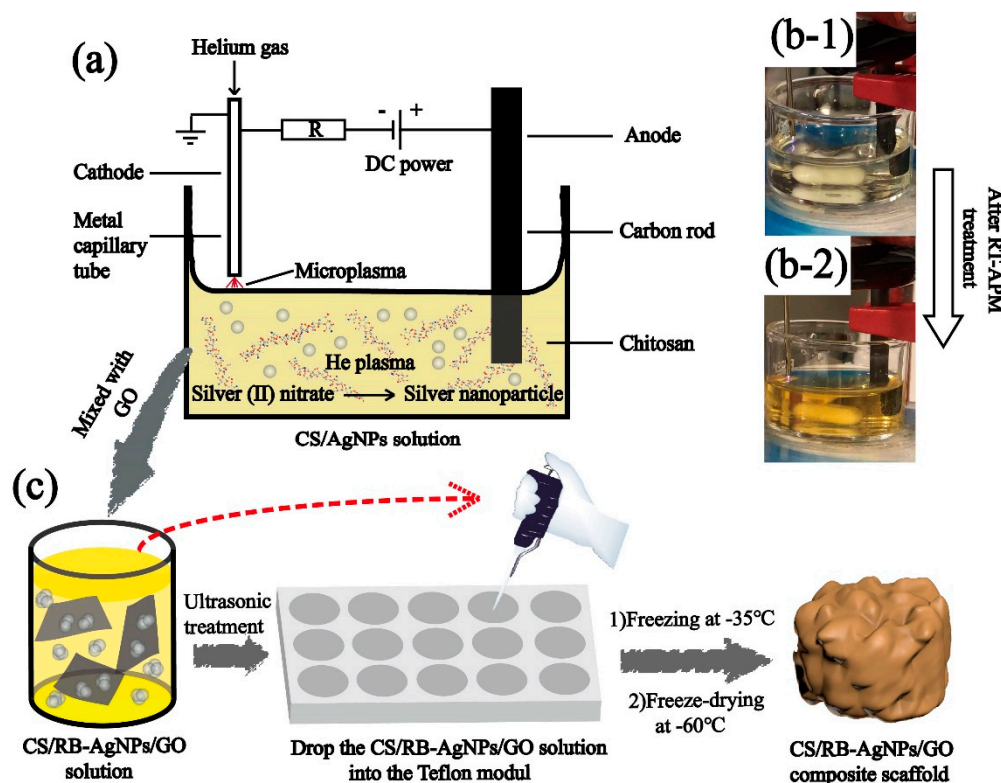 (a)
Helium gas
-
+
R
DC power
Anode
Cathode
Metal
capillary
tube
Microplasma
Carbon rod
He plasma
Chitosan
Silver (II) nitrate
Silver nanoparticle
CS/AgNPs solution
(b-1)
After RT-APM
treatment
(b-2)
Mixed with
GO
(c)
Ultrasonic
treatment
1)Freezing at -35℃
2)Freeze-drying
at -60℃
CS/RB-AgNPs/GO
solution
Drop the CS/RB-AgNPs/GO solution
into the Teflon modul
CS/RB-AgNPs/GO
composite scaffold